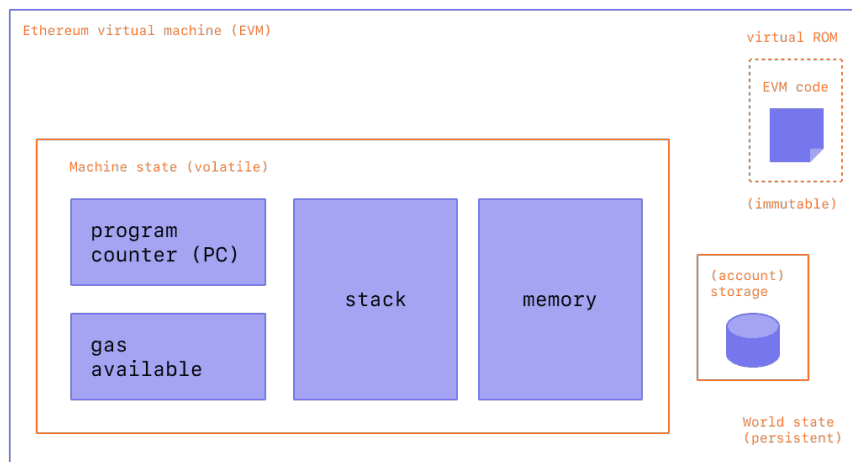 Ethereum virtual machine (EVM)
virtual ROM
EVM code
(immutable)
Machine state (volatile)
program
counter (PC)
gas
available
stack
memory
(account)
storage
World state
(persistent)